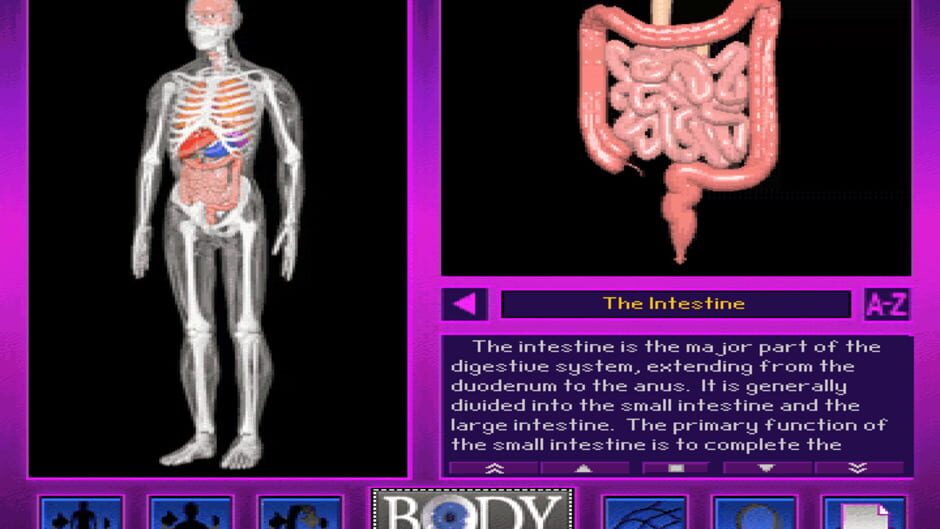 The Intestine
A-Z
The intestine is the major part of the
digestive system, extending from the
duodenum to the anus. It is generally
divided into the small intestine and the
large intestine. The primary function of
the small intestine is to complete the
BODY